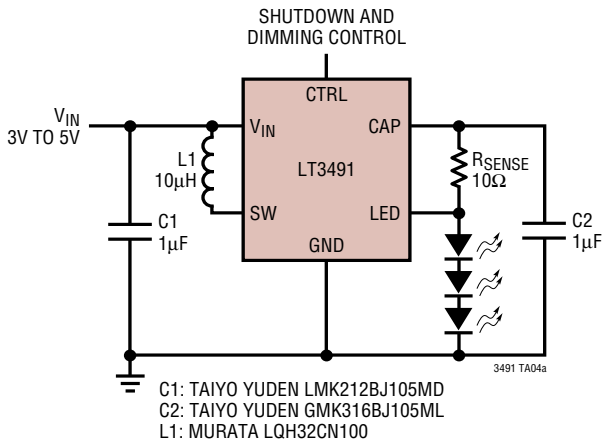 SHUTDOWN AND
DIMMING CONTROL
CTRL
VIN
3V TO 5V
VIN
CAP
L1
10µH
LT3491
RSENSE
10Ω
SW
LED
C1
1µF
GND
C2
1µF
3491 TA04a
C1: TAIYO YUDEN LMK212BJ105MD
C2: TAIYO YUDEN GMK316BJ105ML
L1: MURATA LQH32CN100